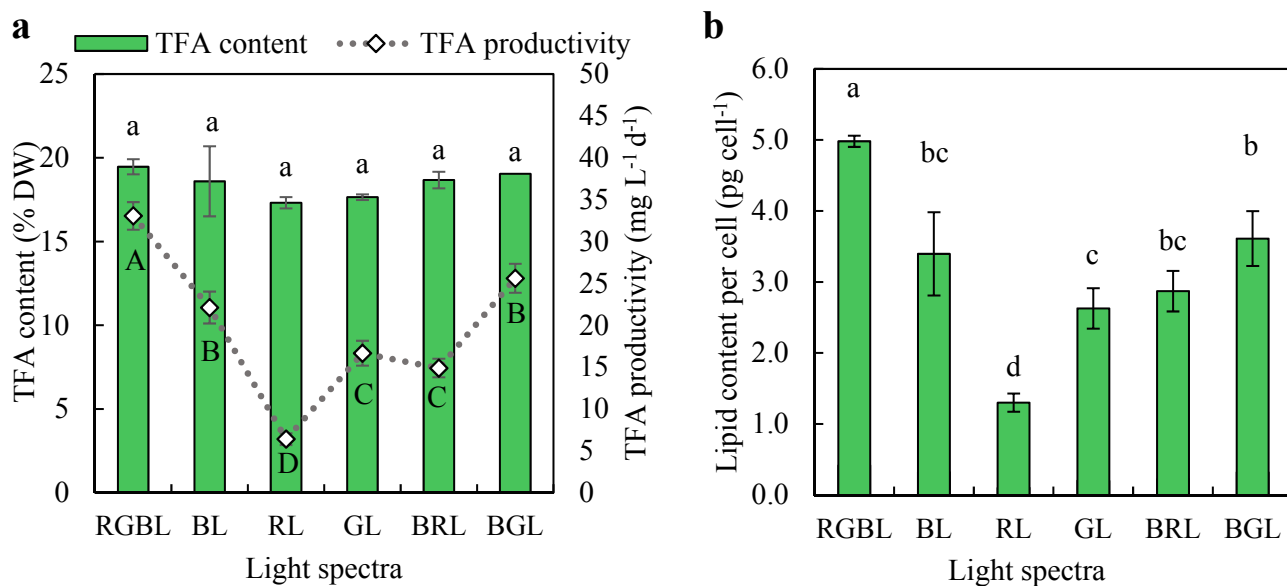 a
TFA content
TFA productivity
TFA content (% DW)
25
20
15
10
5
0
a
a
a
a
a
a
A
B
D
C
C
B
50
45
40
35
30
25
20
15
10
5
0
TFA productivity (mg L⁻¹ d⁻¹)
RGBL BL RL GL BRL BGL
Light spectra
b
Lipid content per cell (pg cell⁻¹)
6.0
5.0
4.0
3.0
2.0
1.0
0.0
a
bc
d
c
bc
b
RGBL BL RL GL BRL BGL
Light spectra